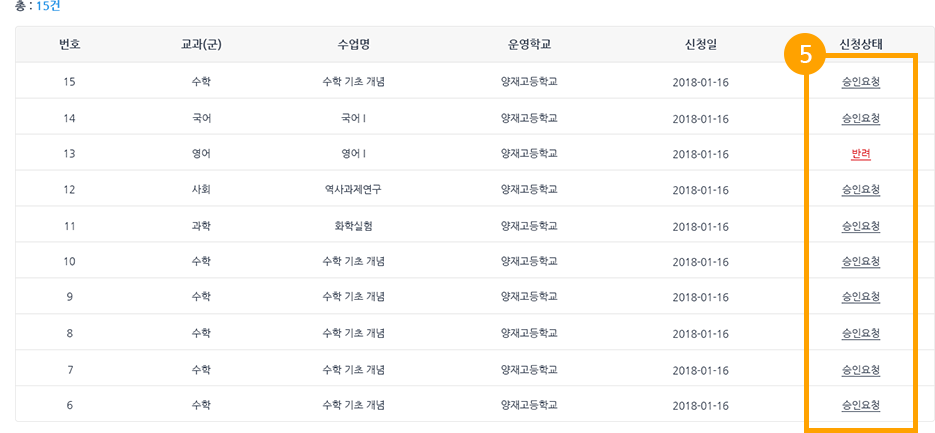 총 : 15건
번호 교과(군) 수업명 운영학교 신청일 신청상태
5
15 수학 수학 기초 개념 양재고등학교 2018-01-16 승인요청
14 국어 국어 I 양재고등학교 2018-01-16 승인요청
13 영어 영어 I 양재고등학교 2018-01-16 반려
12 사회 역사과제연구 양재고등학교 2018-01-16 승인요청
11 과학 화학실험 양재고등학교 2018-01-16 승인요청
10 수학 수학 기초 개념 양재고등학교 2018-01-16 승인요청
9 수학 수학 기초 개념 양재고등학교 2018-01-16 승인요청
8 수학 수학 기초 개념 양재고등학교 2018-01-16 승인요청
7 수학 수학 기초 개념 양재고등학교 2018-01-16 승인요청
6 수학 수학 기초 개념 양재고등학교 2018-01-16 승인요청